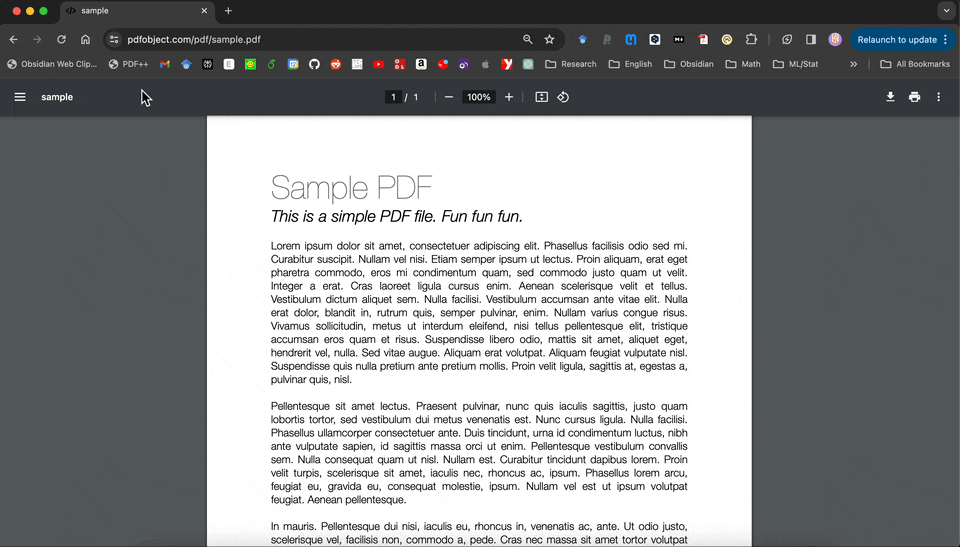 sample
pdfobject.com/pdf/sample.pdf
Relaunch to update
Obsidian Web Clip... PDF++ Research English Obsidian Math ML/Stat All Bookmarks
sample 1 / 1 100%
Sample PDF
This is a simple PDF file. Fun fun fun.
Lorem ipsum dolor sit amet, consectetuer adipiscing elit. Phasellus facilisis odio sed mi.
Curabitur suscipit. Nullam vel nisi. Etiam semper ipsum ut lectus. Proin aliquam, erat eget
pharetra commodo, eros mi condimentum quam, sed commodo justo quam ut velit.
Integer a erat. Cras laoreet ligula cursus enim. Aenean scelerisque velit et tellus.
Vestibulum dictum aliquet sem. Nulla facilisi. Vestibulum accumsan ante vitae elit. Nulla
erat dolor, blandit in, rutrum quis, semper pulvinar, enim. Nullam varius congue risus.
Vivamus sollicitudin, metus ut interdum eleifend, nisi tellus pellentesque elit, tristique
accumsan eros quam et risus. Suspendisse libero odio, mattis sit amet, aliquet eget,
hendrerit vel, nulla. Sed vitae augue. Aliquam erat volutpat. Aliquam feugiat vulputate nisl.
Suspendisse quis nulla pretium ante pretium mollis. Proin velit ligula, sagittis at, egestas a,
pulvinar quis, nisl.
Pellentesque sit amet lectus. Praesent pulvinar, nunc quis iaculis sagittis, justo quam
lobortis tortor, sed vestibulum dui metus venenatis est. Nunc cursus ligula. Nulla facilisi.
Phasellus ullamcorper consectetuer ante. Duis tincidunt, urna id condimentum luctus, nibh
ante vulputate sapien, id sagittis massa orci ut enim. Pellentesque vestibulum convallis
sem. Nulla consequat quam ut nisl. Nullam est. Curabitur tincidunt dapibus lorem. Proin
velit turpis, scelerisque sit amet, iaculis nec, rhoncus ac, ipsum. Phasellus lorem arcu,
feugiat eu, gravida eu, consequat molestie, ipsum. Nullam vel est ut ipsum volutpat
feugiat. Aenean pellentesque.
In mauris. Pellentesque dui nisi, iaculis eu, rhoncus in, venenatis ac, ante. Ut odio justo,
scelerisque vel, facilisis non, commodo a, pede. Cras nec massa sit amet tortor volutpat